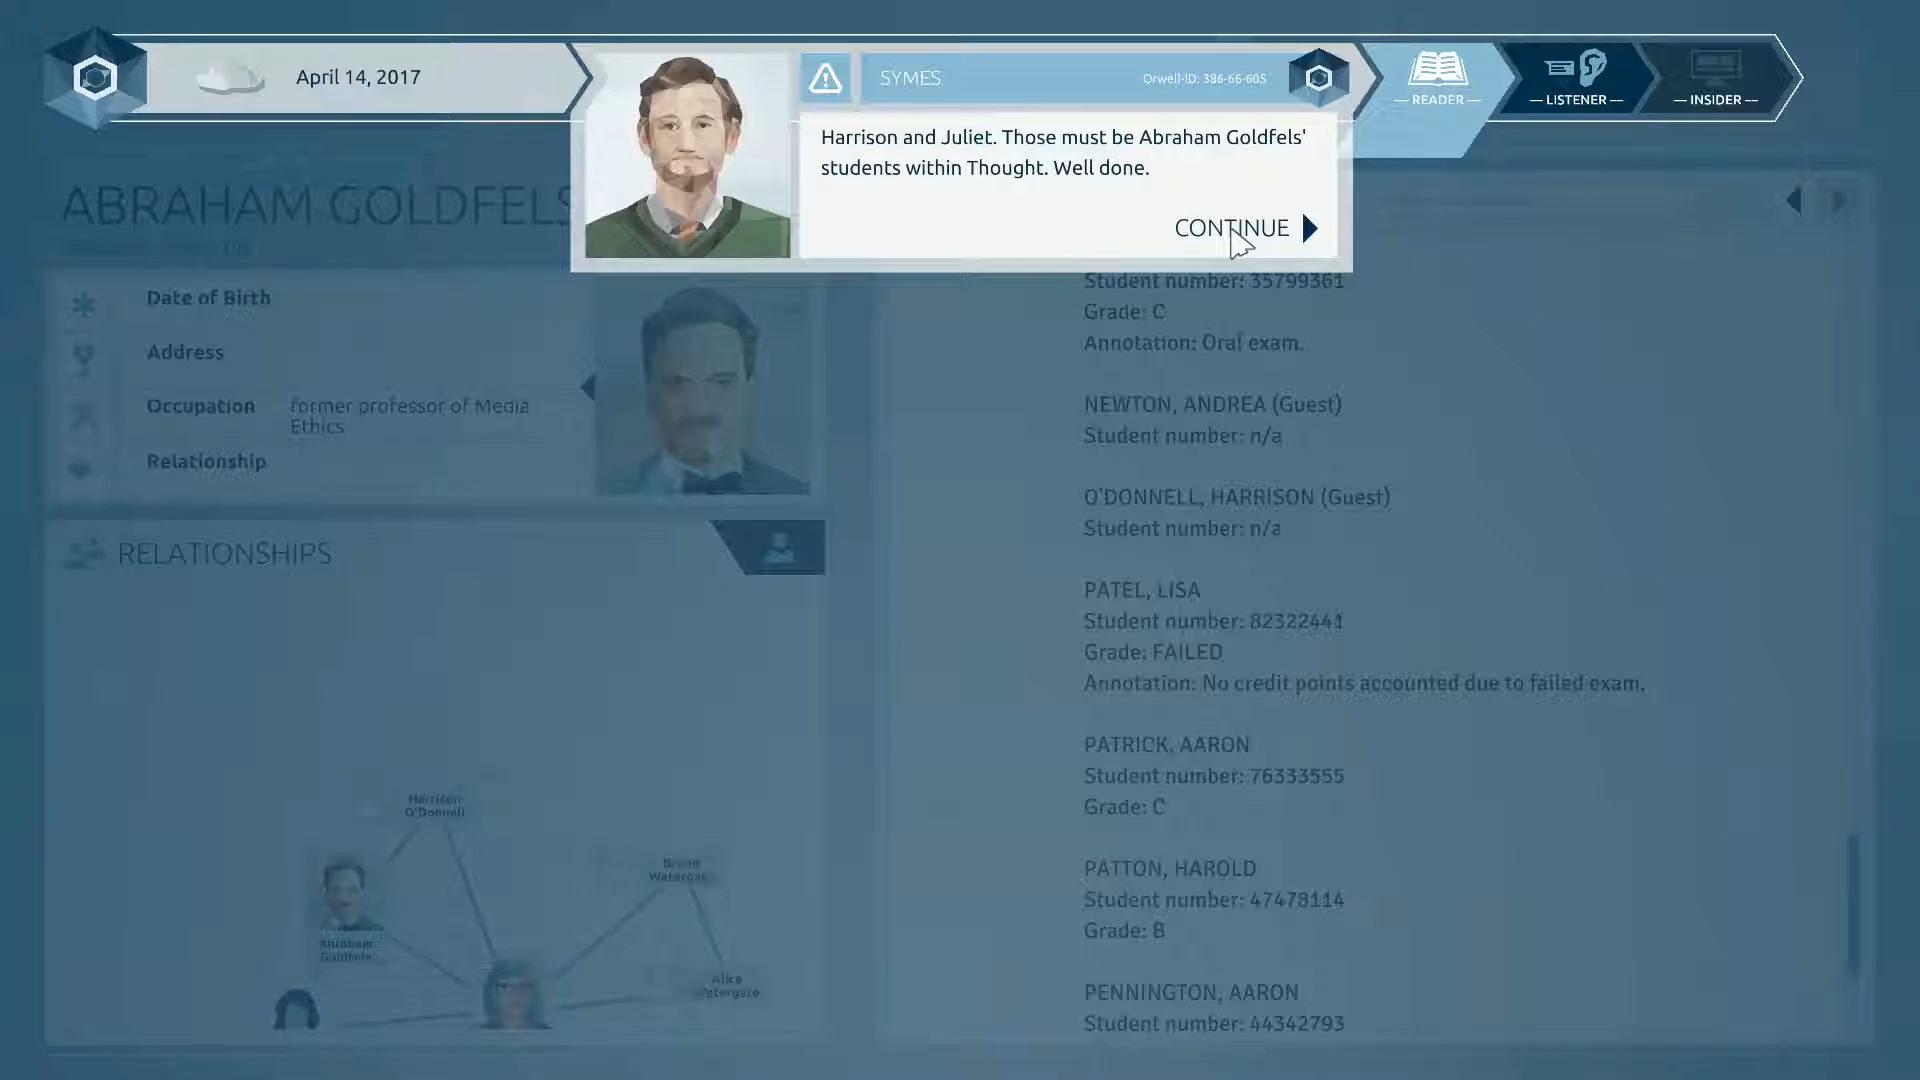 April 14, 2017
SYMES
Orwell-ID: 386-66-605
READER
LISTENER
INSIDER
Harrison and Juliet. Those must be Abraham Goldfels'
students within Thought. Well done.
CONTINUE
ABRAHAM GOLDFELS
Date of Birth
Address
Occupation former professor of Media
Ethics
Relationship
RELATIONSHIPS
Harrison
O'Donnell
Abraham
Goldfels
Alice
Watergate
Student number: 35799361
Grade: C
Annotation: Oral exam.
NEWTON, ANDREA (Guest)
Student number: n/a
O'DONNELL, HARRISON (Guest)
Student number: n/a
PATEL, LISA
Student number: 82322441
Grade: FAILED
Annotation: No credit points accounted due to failed exam.
PATRICK, AARON
Student number: 76333555
Grade: C
PATTON, HAROLD
Student number: 47478114
Grade: B
PENNINGTON, AARON
Student number: 44342793